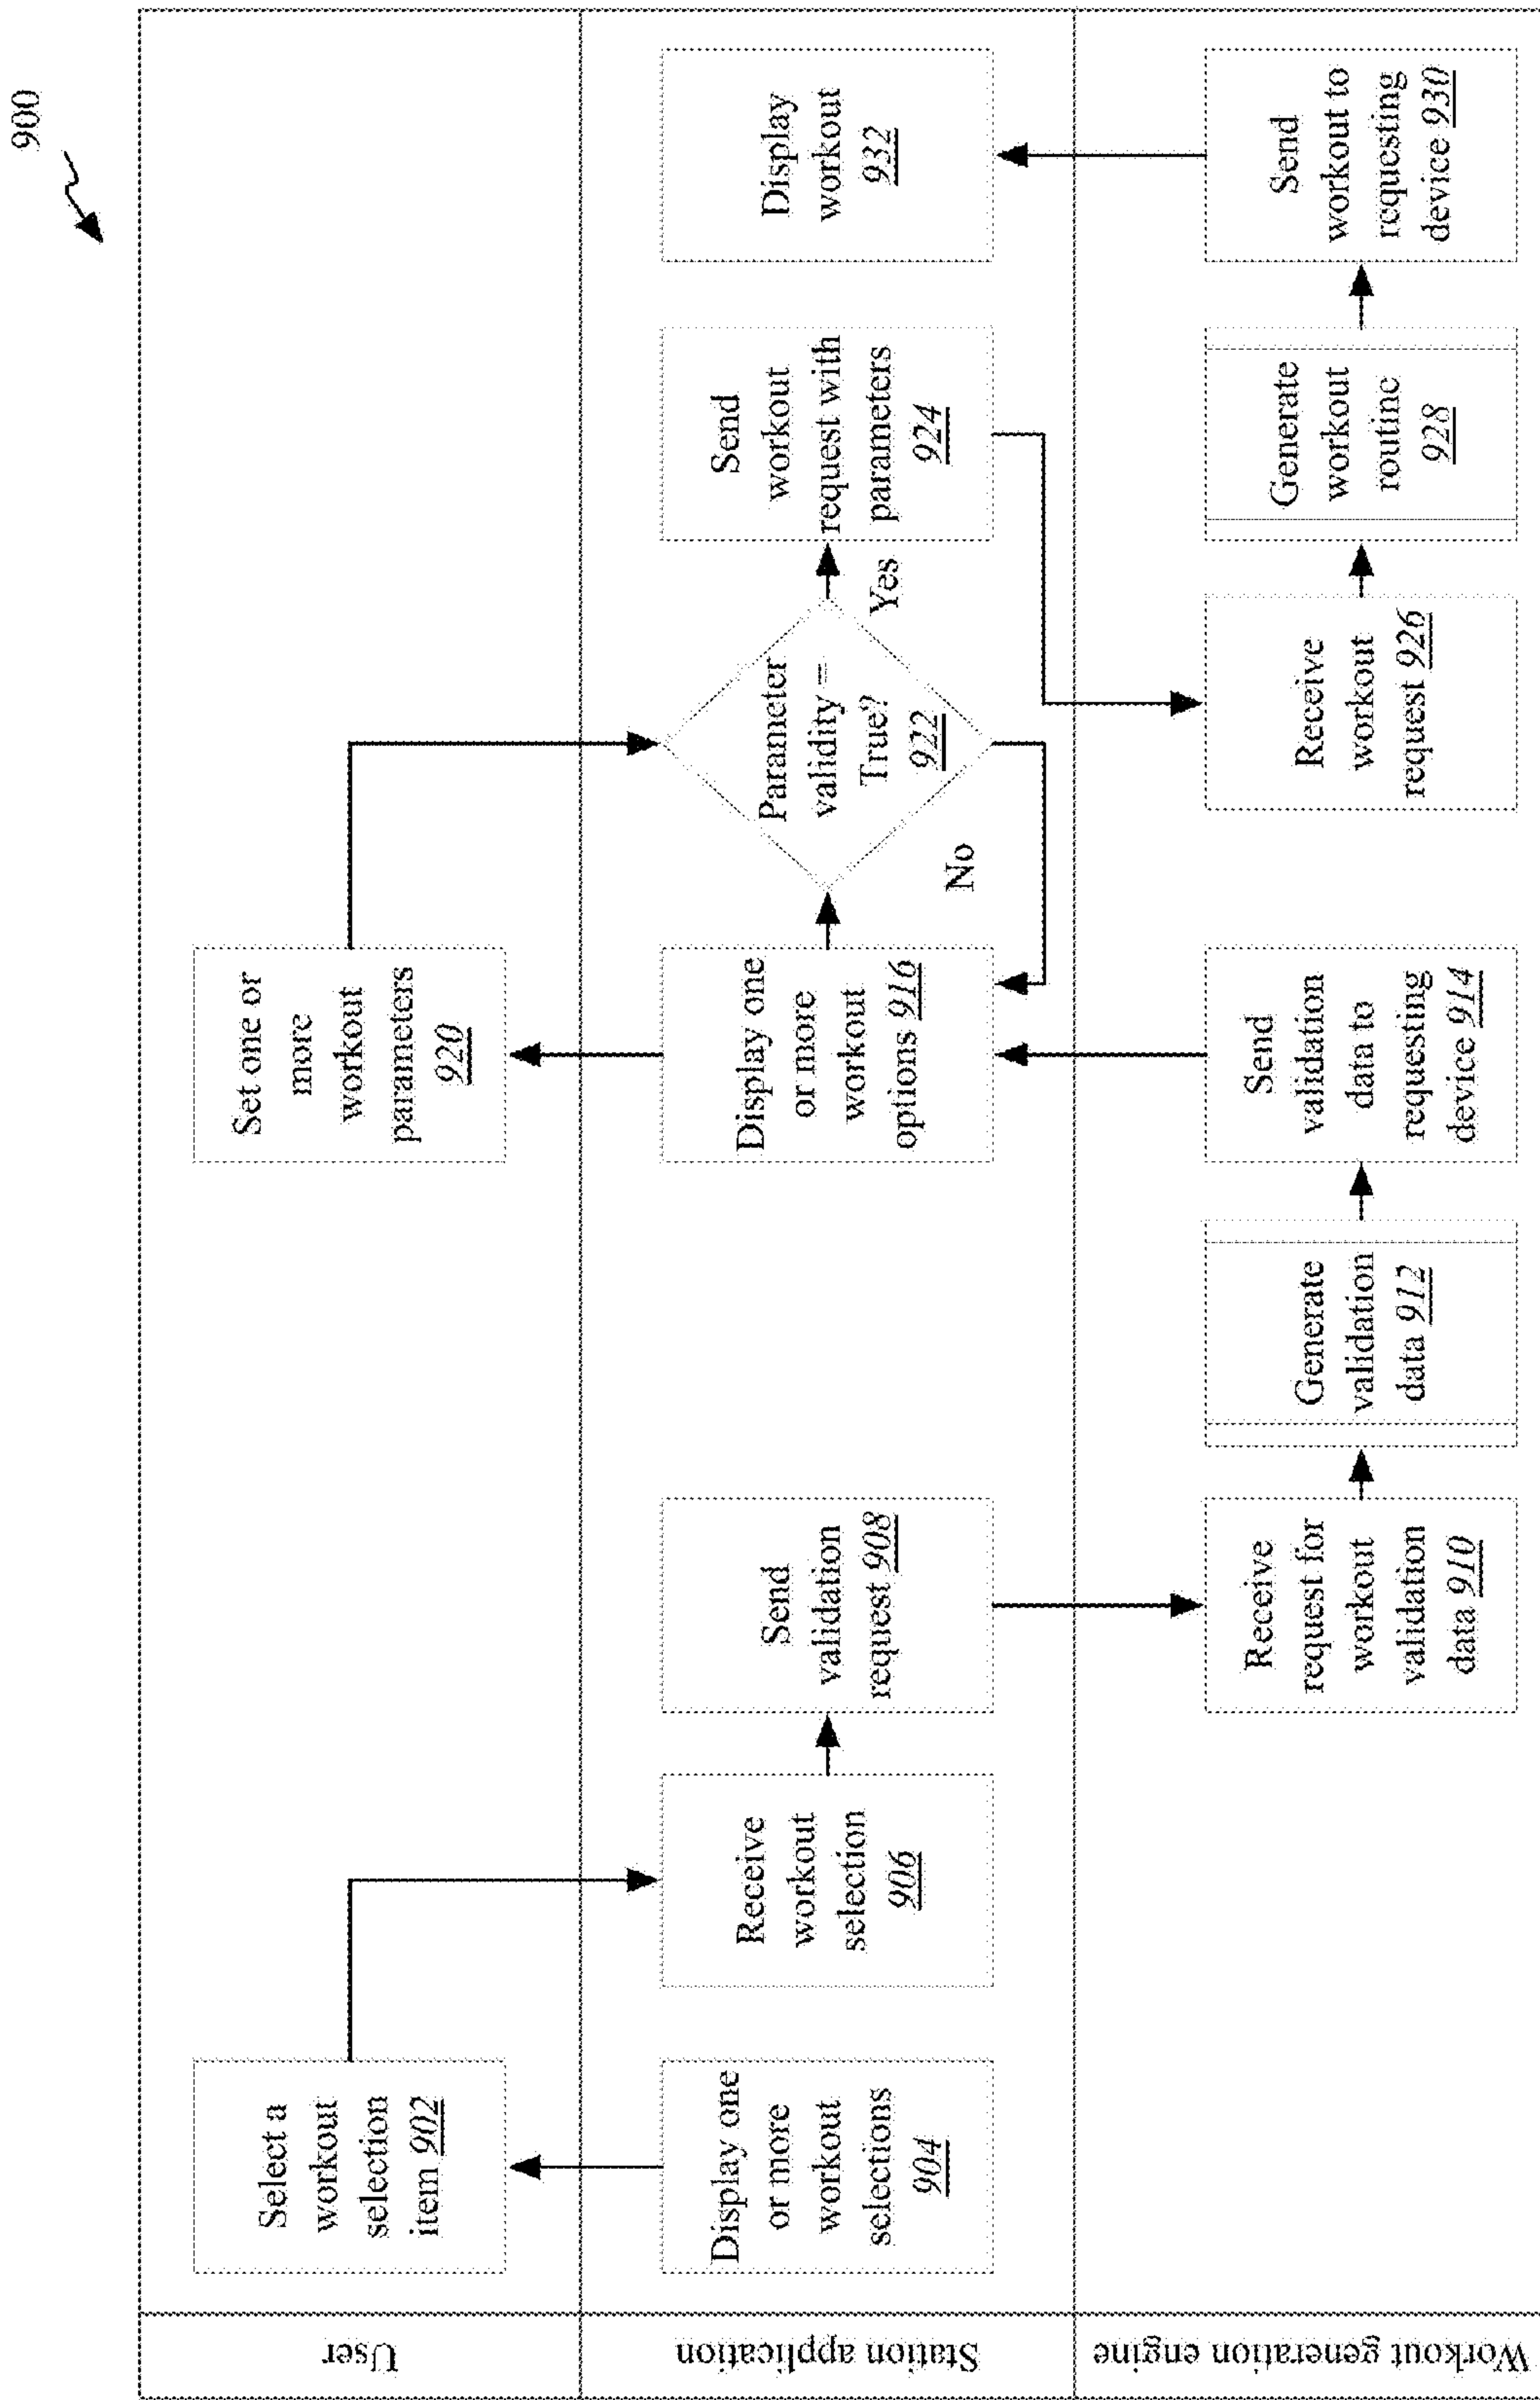 900
User
Select a
workout
selection
item 902
Set one or
more
workout
parameters
920
Station application
Display one
or more
workout
selections
904
Receive
workout
selection
906
Send
validation
request 908
Display one
or more
workout
options 916
Parameter
validity =
True?
922
No
Yes
Send
workout
request with
parameters
924
Display
workout
932
Workout generation engine
Receive
request for
workout
validation
data 910
Generate
validation
data 912
Send
validation
data to
requesting
device 914
Receive
workout
request 926
Generate
workout
routine
928
Send
workout to
requesting
device 930